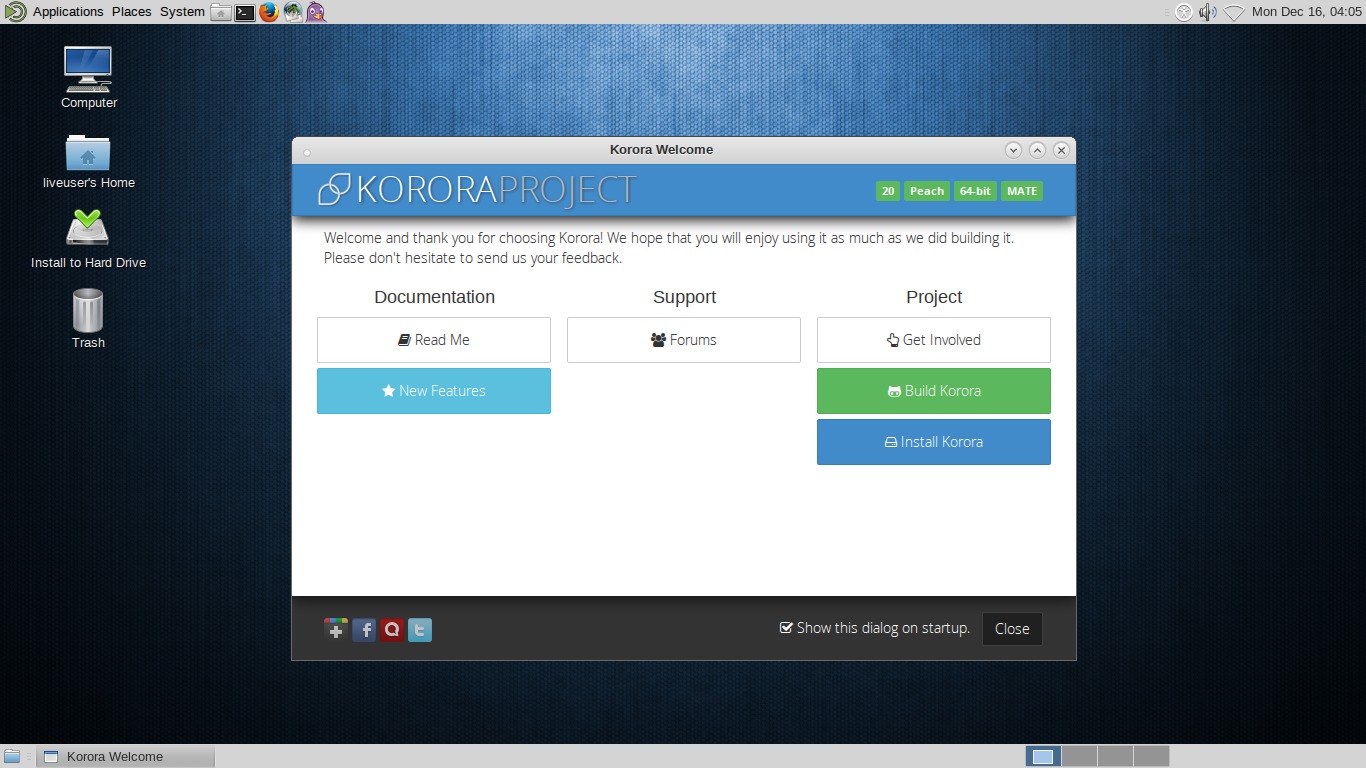 Applications Places System
Mon Dec 16, 04:05
Computer
liveuser's Home
Install to Hard Drive
Trash
Korora Welcome
KORORAPROJECT
20 Peach 64-bit MATE
Welcome and thank you for choosing Korora! We hope that you will enjoy using it as much as we did building it.
Please don't hesitate to send us your feedback.
Documentation
Read Me
New Features
Support
Forums
Project
Get Involved
Build Korora
Install Korora
Show this dialog on startup.
Close
Korora Welcome